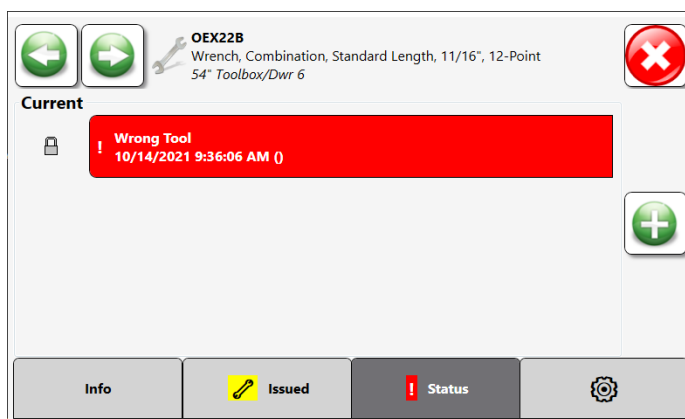 OEX22B
Wrench, Combination, Standard Length, 11/16", 12-Point
54" Toolbox/Dwr 6
Current
! Wrong Tool
10/14/2021 9:36:06 AM ()
Info
Issued
! Status